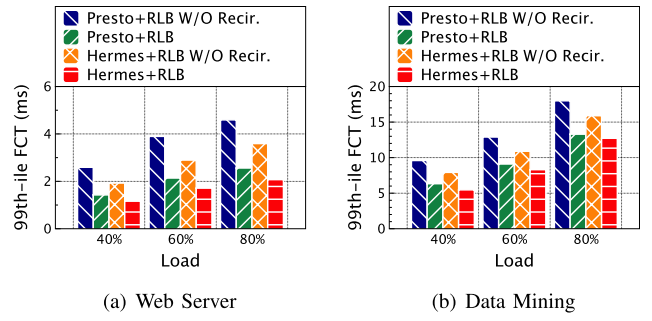 Presto+RLB W/O Recir.
Presto+RLB
Hermes+RLB W/O Recir.
Hermes+RLB
99th-ile FCT (ms)
6
4
2
0
40% 60% 80%
Load
(a) Web Server
Presto+RLB W/O Recir.
Presto+RLB
Hermes+RLB W/O Recir.
Hermes+RLB
99th-ile FCT (ms)
20
15
10
5
0
40% 60% 80%
Load
(b) Data Mining